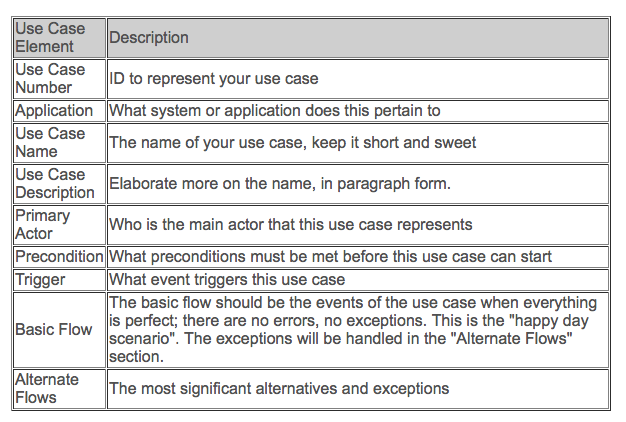 Use Case
Element
Description
Use Case
Number
ID to represent your use case
Application
What system or application does this pertain to
Use Case
Name
The name of your use case, keep it short and sweet
Use Case
Description
Elaborate more on the name, in paragraph form.
Primary
Actor
Who is the main actor that this use case represents
Precondition
What preconditions must be met before this use case can start
Trigger
What event triggers this use case
Basic Flow
The basic flow should be the events of the use case when everything
is perfect; there are no errors, no exceptions. This is the "happy day
scenario". The exceptions will be handled in the "Alternate Flows"
section.
Alternate
Flows
The most significant alternatives and exceptions